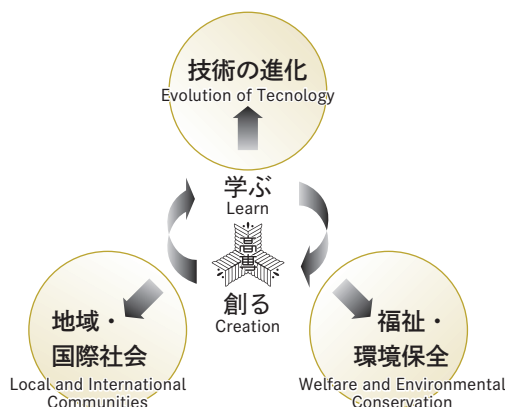 技術の進化
Evolution of Tecnology
学ぶ
Learn
高専
創る
Creation
地域・
国際社会
Local and International
Communities
福祉・
環境保全
Welfare and Environmental
Conservation